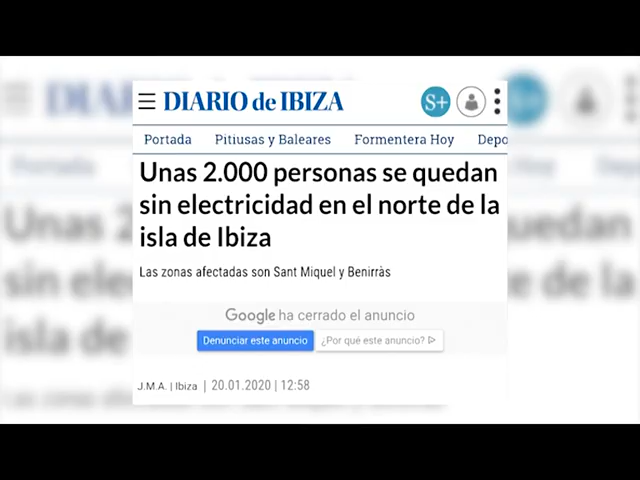 DIARIO de IBIZA S+
Portada Pitiusas y Baleares Formentera Hoy Depo
Unas 2.000 personas se quedan
sin electricidad en el norte de la
isla de Ibiza
Las zonas afectadas son Sant Miquel y Benirràs
Google ha cerrado el anuncio
Denunciar este anuncio ¿Por qué este anuncio?
J.M.A. | Ibiza | 20.01.2020 | 12:58